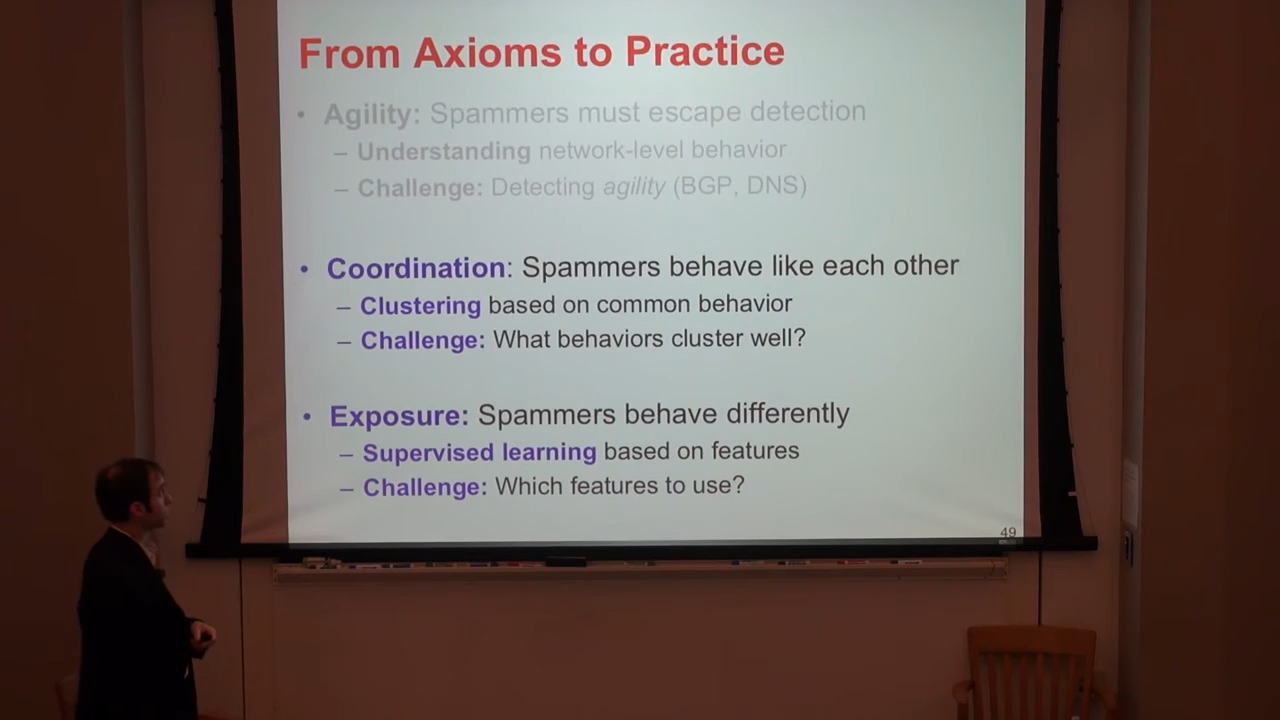 From Axioms to Practice
• Agility: Spammers must escape detection
– Understanding network-level behavior
– Challenge: Detecting agility (BGP, DNS)
• Coordination: Spammers behave like each other
– Clustering based on common behavior
– Challenge: What behaviors cluster well?
• Exposure: Spammers behave differently
– Supervised learning based on features
– Challenge: Which features to use?
49